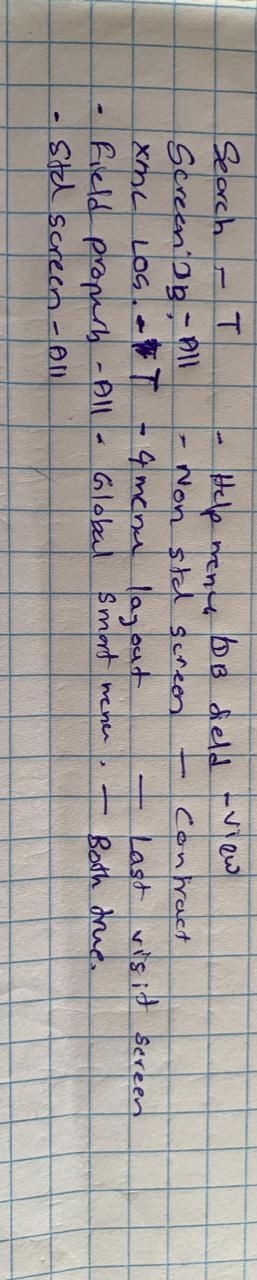 Search - T - Help menu DB field - view
Screen DB - All - Non std screen - Contract
XML LOG. - T - 4 menu layout - Last visit screen
- Field property - All - Global Smart menu. - Both true.
- Std screen - All